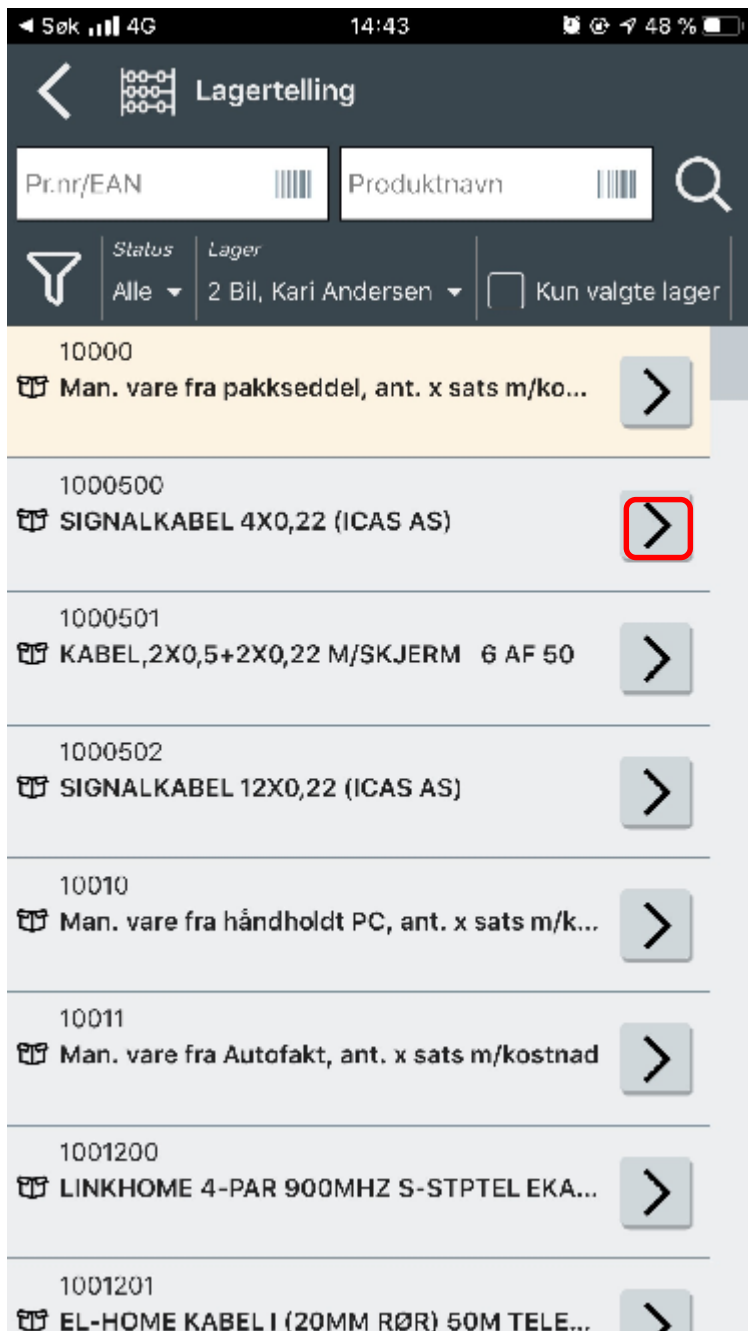 Søk 4G 14:43 48 %
Lagertelling
Pr.nr/EAN Produktnavn
Status Lager
Alle 2 Bil, Kari Andersen Kun valgte lager
10000
Man. vare fra pakkseddel, ant. x sats m/ko...
1000500
SIGNALKABEL 4X0,22 (ICAS AS)
1000501
KABEL,2X0,5+2X0,22 M/SKJERM 6 AF 50
1000502
SIGNALKABEL 12X0,22 (ICAS AS)
10010
Man. vare fra håndholdt PC, ant. x sats m/k...
10011
Man. vare fra Autofakt, ant. x sats m/kostnad
1001200
LINKHOME 4-PAR 900MHZ S-STPTEL EKA...
1001201
EL-HOME KABEL I (20MM RØR) 50M TELE...